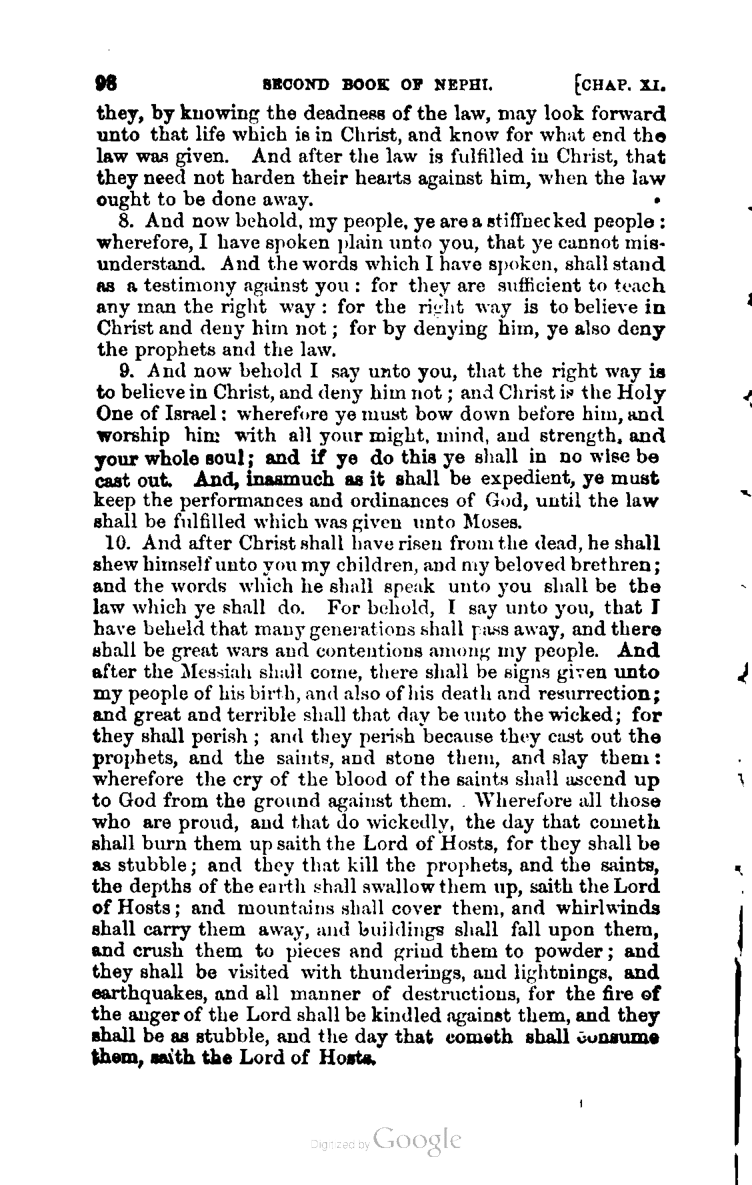 98 SECOND BOOK OF NEPHI. [CHAP. XI.
they, by knowing the deadness of the law, may look forward
unto that life which is in Christ, and know for what end the
law was given. And after the law is fulfilled in Christ, that
they need not harden their hearts against him, when the law
ought to be done away.
8. And now behold, my people, ye are a stiffnecked people:
wherefore, I have spoken plain unto you, that ye cannot mis-
understand. And the words which I have spoken, shall stand
as a testimony against you: for they are sufficient to teach
any man the right way: for the right way is to believe in
Christ and deny him not; for by denying him, ye also deny
the prophets and the law.
9. And now behold I say unto you, that the right way is
to believe in Christ, and deny him not; and Christ is the Holy
One of Israel: wherefore ye must bow down before him, and
worship him with all your might, mind, and strength, and
your whole soul; and if ye do this ye shall in no wise be
cast out. And, inasmuch as it shall be expedient, ye must
keep the performances and ordinances of God, until the law
shall be fulfilled which was given unto Moses.
10. And after Christ shall have risen from the dead, he shall
shew himself unto you my children, and my beloved brethren;
and the words which he shall speak unto you shall be the
law which ye shall do. For behold, I say unto you, that I
have beheld that many generations shall pass away, and there
shall be great wars and contentions among my people. And
after the Messiah shall come, there shall be signs given unto
my people of his birth, and also of his death and resurrection;
and great and terrible shall that day be unto the wicked; for
they shall perish; and they perish because they cast out the
prophets, and the saints, and stone them, and slay them:
wherefore the cry of the blood of the saints shall ascend up
to God from the ground against them. Wherefore all those
who are proud, and that do wickedly, the day that cometh
shall burn them up saith the Lord of Hosts, for they shall be
as stubble; and they that kill the prophets, and the saints,
the depths of the earth shall swallow them up, saith the Lord
of Hosts; and mountains shall cover them, and whirlwinds
shall carry them away, and buildings shall fall upon them,
and crush them to pieces and grind them to powder; and
they shall be visited with thunderings, and lightnings, and
earthquakes, and all manner of destructions, for the fire of
the anger of the Lord shall be kindled against them, and they
shall be as stubble, and the day that cometh shall consume
them, saith the Lord of Hosts.
Digitized by Google